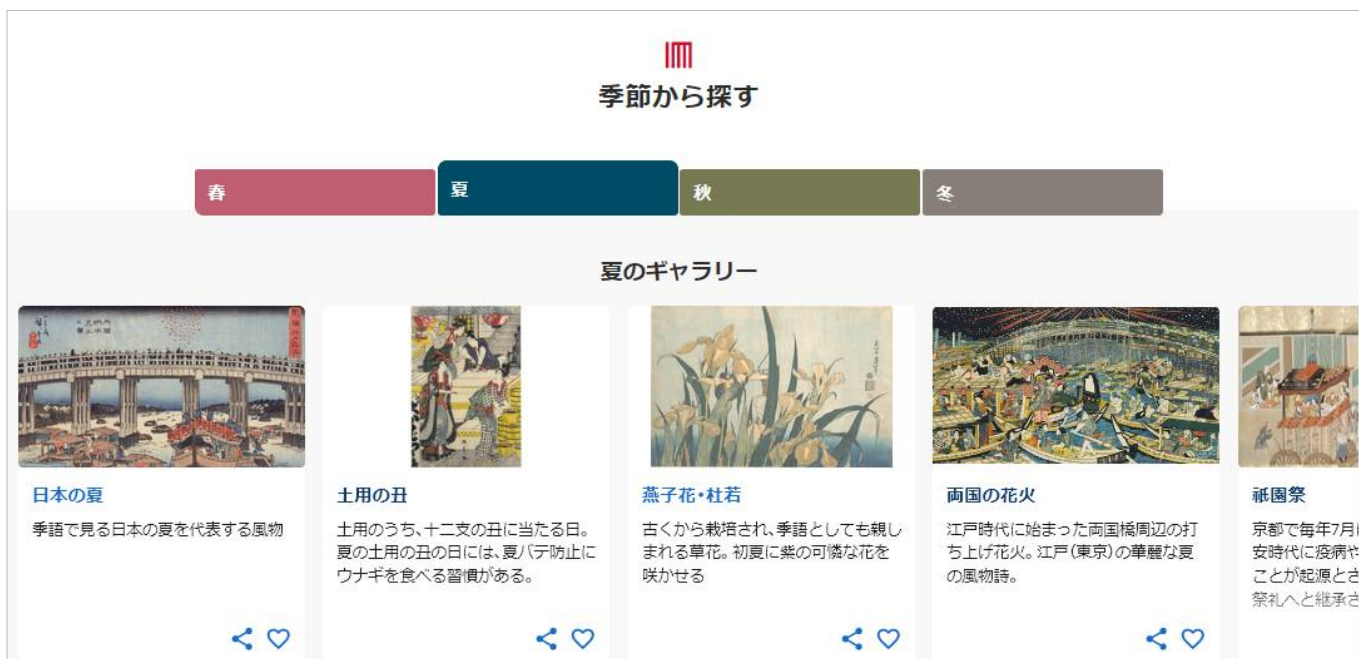 季節から探す
春
夏
秋
冬
夏のギャラリー
日本の夏
季語で見る日本の夏を代表する風物
土用の丑
土用のうち、十二支の丑に当たる日。
夏の土用の丑の日には、夏バテ防止に
ウナギを食べる習慣がある。
燕子花・杜若
古くから栽培され、季語としても親し
まれる草花。初夏に紫の可憐な花を
咲かせる
両国の花火
江戸時代に始まった両国橋周辺の打
ち上げ花火。江戸（東京）の華麗な夏
の風物詩。
祇園祭
京都で毎年7月
安時代に疫病や
ことが起源とさ
祭礼へと継承さ